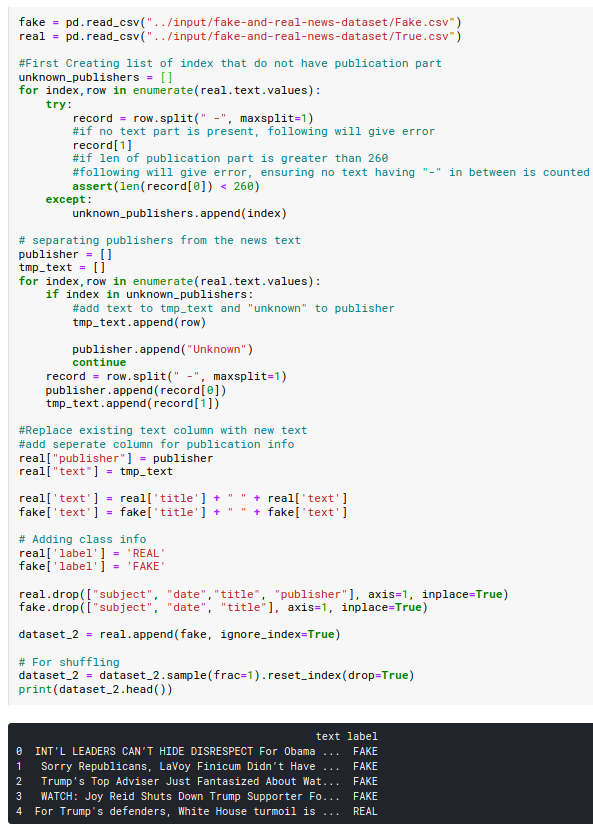 fake = pd.read_csv("../input/fake-and-real-news-dataset/Fake.csv")
real = pd.read_csv("../input/fake-and-real-news-dataset/True.csv")

#First Creating list of index that do not have publication part
unknown_publishers = []
for index,row in enumerate(real.text.values):
    try:
        record = row.split(" -", maxsplit=1)
        #if no text part is present, following will give error
        record[1]
        #if len of publication part is greater than 260
        #following will give error, ensuring no text having "-" in between is counted
        assert(len(record[0]) < 260)
    except:
        unknown_publishers.append(index)

# separating publishers from the news text
publisher = []
tmp_text = []
for index,row in enumerate(real.text.values):
    if index in unknown_publishers:
        #add text to tmp_text and "unknown" to publisher
        tmp_text.append(row)

        publisher.append("Unknown")
        continue
    record = row.split(" -", maxsplit=1)
    publisher.append(record[0])
    tmp_text.append(record[1])

#Replace existing text column with new text
#add seperate column for publication info
real["publisher"] = publisher
real["text"] = tmp_text

real['text'] = real['title'] + " " + real['text']
fake['text'] = fake['title'] + " " + fake['text']

# Adding class info
real['label'] = 'REAL'
fake['label'] = 'FAKE'

real.drop(["subject", "date","title", "publisher"], axis=1, inplace=True)
fake.drop(["subject", "date", "title"], axis=1, inplace=True)

dataset_2 = real.append(fake, ignore_index=True)

# For shuffling
dataset_2 = dataset_2.sample(frac=1).reset_index(drop=True)
print(dataset_2.head())

text label
0  INT'L LEADERS CAN'T HIDE DISRESPECT For Obama ...  FAKE
1   Sorry Republicans, LaVoy Finicum Didn't Have ...  FAKE
2   Trump's Top Adviser Just Fantasized About Wat...  FAKE
3   WATCH: Joy Reid Shuts Down Trump Supporter Fo...  FAKE
4  For Trump's defenders, White House turmoil is ...  REAL